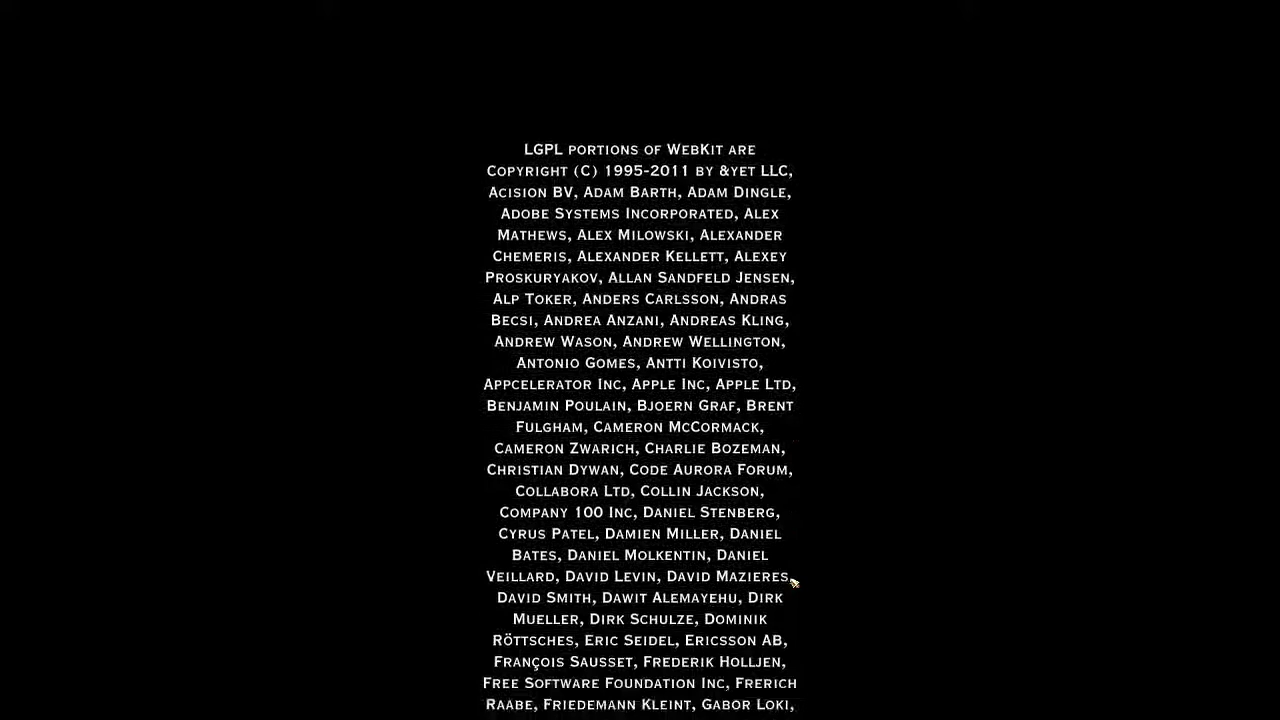 LGPL portions of WebKit are
Copyright (C) 1995-2011 by &yet LLC,
Acision BV, Adam Barth, Adam Dingle,
Adobe Systems Incorporated, Alex
Mathews, Alex Milowski, Alexander
Chemeris, Alexander Kellett, Alexey
Proskuryakov, Allan Sandfeld Jensen,
Alp Toker, Anders Carlsson, Andras
Becsi, Andrea Anzani, Andreas Kling,
Andrew Wason, Andrew Wellington,
Antonio Gomes, Antti Koivisto,
Appcelerator Inc, Apple Inc, Apple Ltd,
Benjamin Poulain, Bjoern Graf, Brent
Fulgham, Cameron McCormack,
Cameron Zwarich, Charlie Bozeman,
Christian Dywan, Code Aurora Forum,
Collabora Ltd, Collin Jackson,
Company 100 Inc, Daniel Stenberg,
Cyrus Patel, Damien Miller, Daniel
Bates, Daniel Molkentin, Daniel
Veillard, David Levin, David Mazieres,
David Smith, Dawit Alemayehu, Dirk
Mueller, Dirk Schulze, Dominik
Röttsches, Eric Seidel, Ericsson AB,
François Sausset, Frederik Holljen,
Free Software Foundation Inc, Frerich
Raabe, Friedemann Kleint, Gabor Loki,